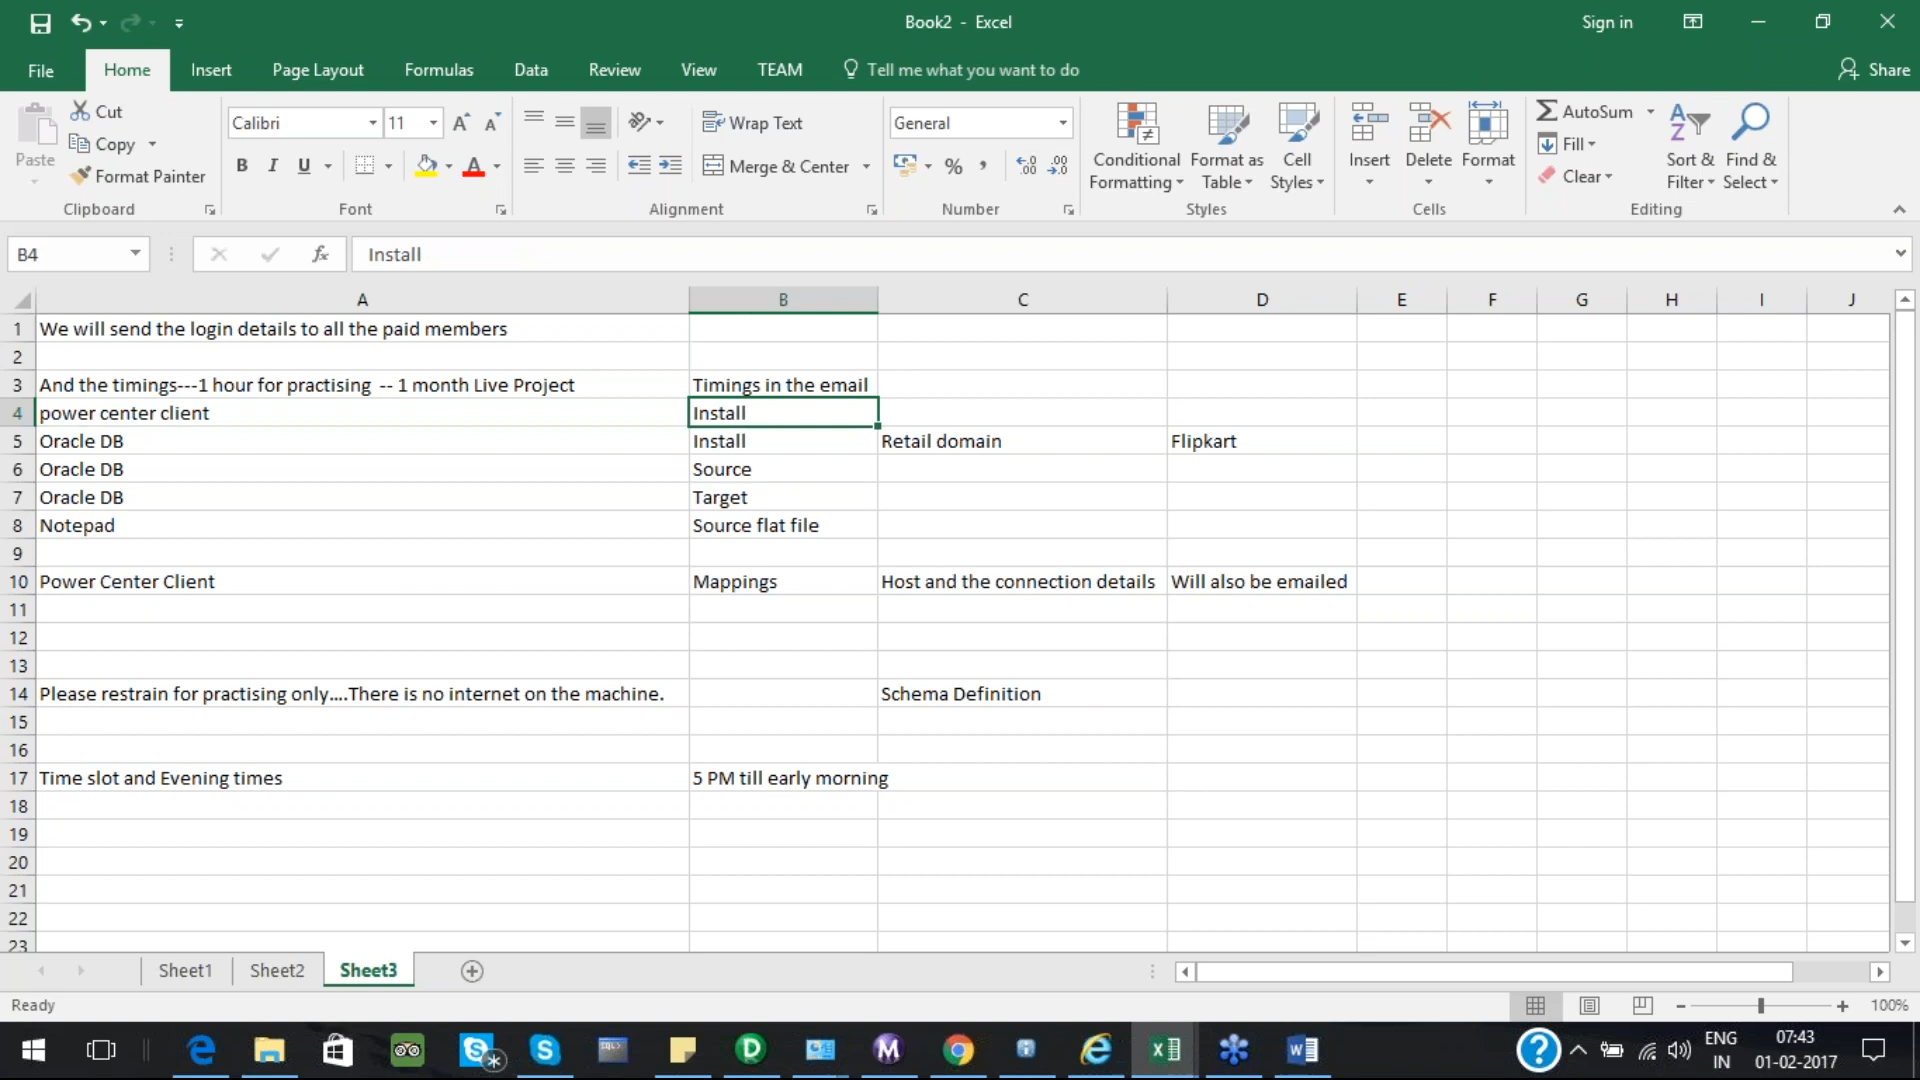 Book2 - Excel
Sign in
File
Home
Insert
Page Layout
Formulas
Data
Review
View
TEAM
Tell me what you want to do
Share
Paste
Cut
Copy
Format Painter
Clipboard
Calibri
11
B I U
Font
Wrap Text
Merge & Center
Alignment
General
%
Number
Conditional Formatting
Format as Table
Cell Styles
Styles
Insert
Delete
Format
Cells
AutoSum
Fill
Clear
Sort & Filter
Find & Select
Editing
B4
fx
Install
A B C D E F G H I J
1 We will send the login details to all the paid members
2
3 And the timings---1 hour for practising -- 1 month Live Project Timings in the email
4 power center client Install
5 Oracle DB Install Retail domain Flipkart
6 Oracle DB Source
7 Oracle DB Target
8 Notepad Source flat file
9
10 Power Center Client Mappings Host and the connection details Will also be emailed
11
12
13
14 Please restrain for practising only....There is no internet on the machine. Schema Definition
15
16
17 Time slot and Evening times 5 PM till early morning
18
19
20
21
22
23
Sheet1
Sheet2
Sheet3
Ready
100%
ENG
IN
07:43
01-02-2017